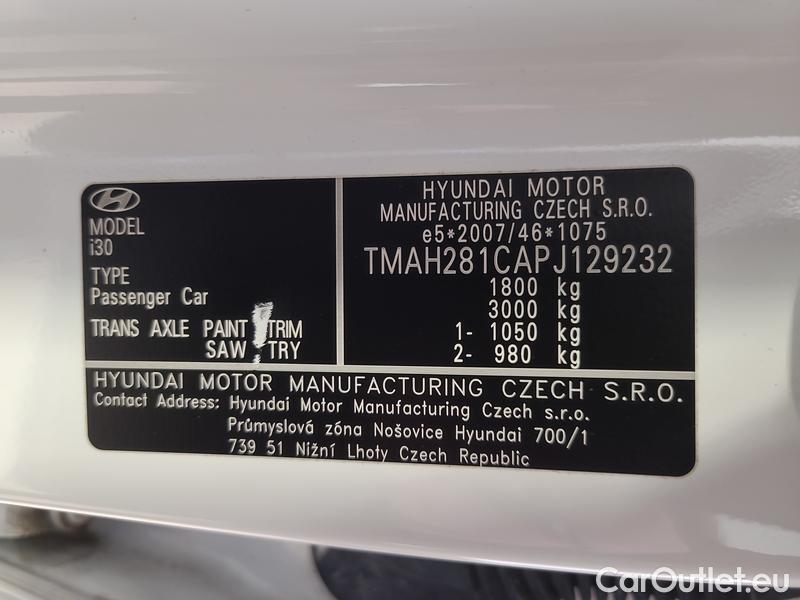 MODEL
i30
TYPE
Passenger Car
TRANS AXLE PAINT TRIM
SAW TRY
HYUNDAI MOTOR
MANUFACTURING CZECH S.R.O.
e5*2007/46*1075
TMAH281CAPJ129232
1800 kg
3000 kg
1- 1050 kg
2- 980 kg
HYUNDAI MOTOR MANUFACTURING CZECH S.R.O.
Contact Address: Hyundai Motor Manufacturing Czech s.r.o.
Průmyslová zóna Nošovice Hyundai 700/1
739 51 Nižní Lhoty Czech Republic
CarOutlet.eu